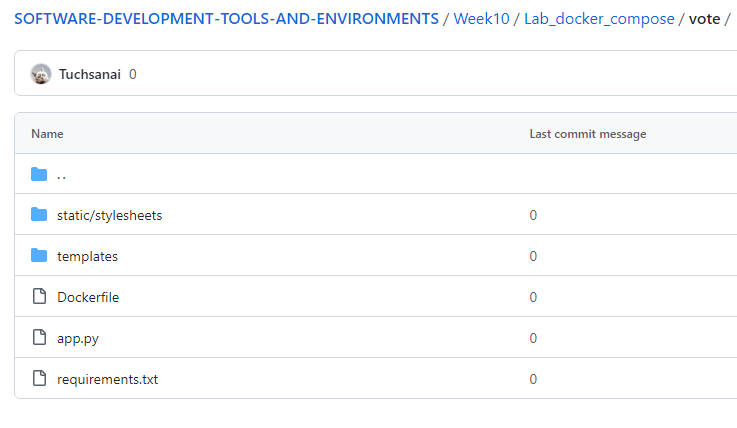 SOFTWARE-DEVELOPMENT-TOOLS-AND-ENVIRONMENTS / Week10 / Lab_docker_compose / vote /
Tuchsanai 0
Name Last commit message
..
static/stylesheets 0
templates 0
Dockerfile 0
app.py 0
requirements.txt 0